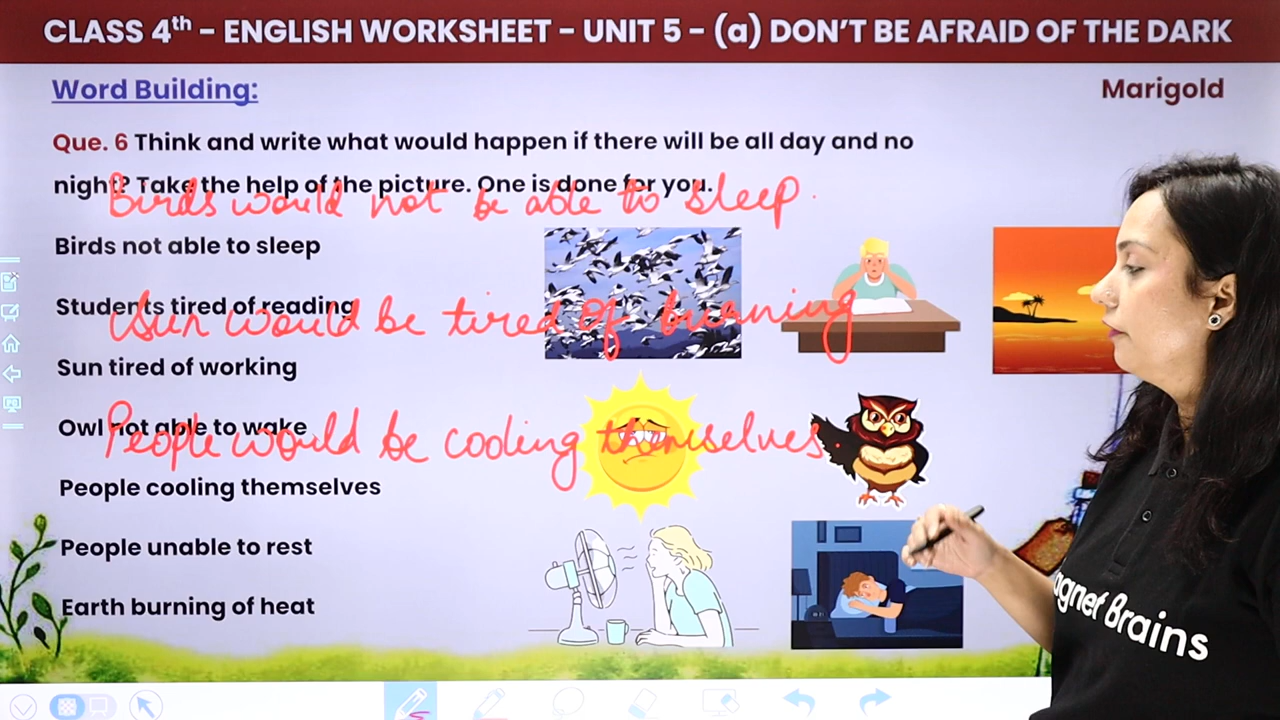 CLASS 4th – ENGLISH WORKSHEET – UNIT 5 – (a) DON'T BE AFRAID OF THE DARK
Word Building:
Marigold
Que. 6 Think and write what would happen if there will be all day and no
night? Take the help of the picture. One is done for you.
Birds would not be able to sleep.
Birds not able to sleep
Students tired of reading
Sun would be tired of burning
Sun tired of working
Owl not able to wake
People would be cooling themselves.
People cooling themselves
People unable to rest
Earth burning of heat
agnet Brains